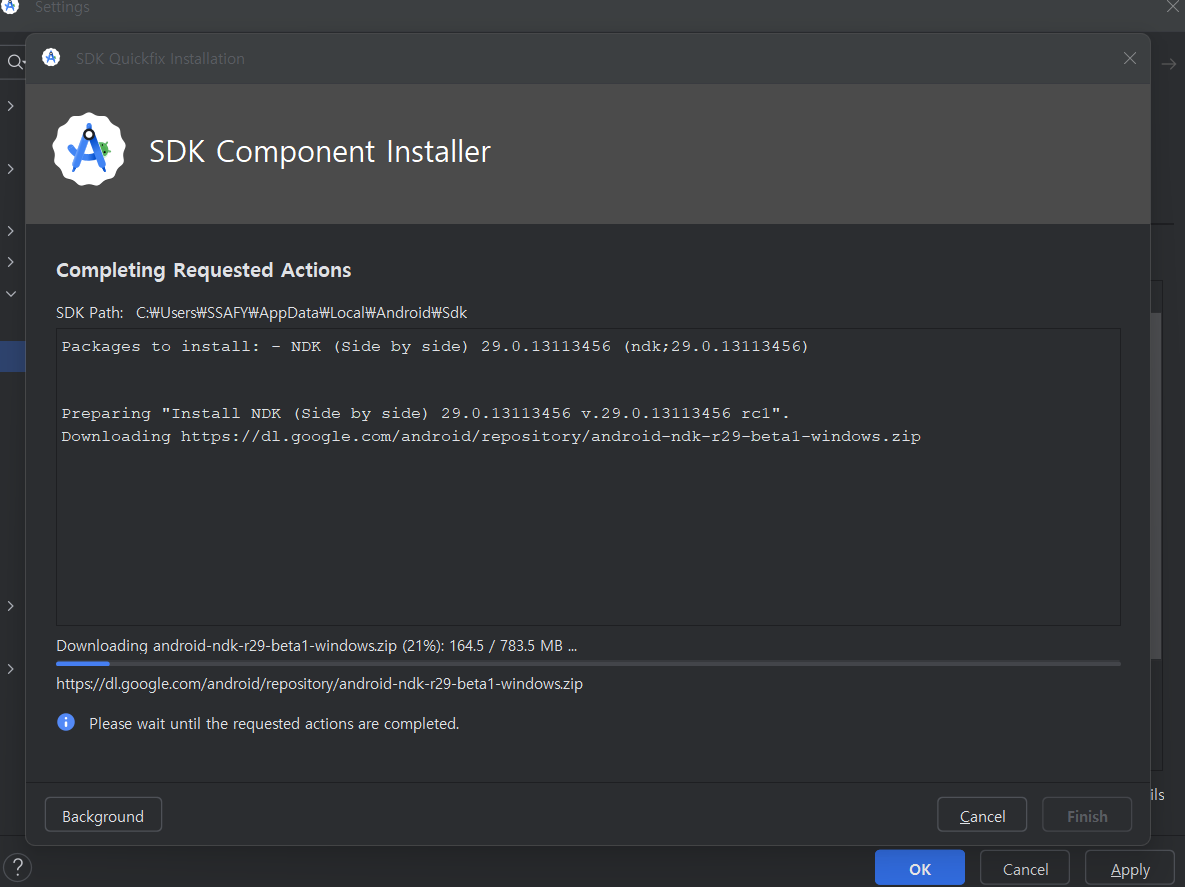 Settings
SDK Quickfix Installation
SDK Component Installer
Completing Requested Actions
SDK Path: C:₩Users₩SSAFY₩AppData₩Local₩Android₩Sdk
Packages to install: - NDK (Side by side) 29.0.13113456 (ndk;29.0.13113456)
Preparing "Install NDK (Side by side) 29.0.13113456 v.29.0.13113456 rc1".
Downloading https://dl.google.com/android/repository/android-ndk-r29-beta1-windows.zip
Downloading android-ndk-r29-beta1-windows.zip (21%): 164.5 / 783.5 MB ...
https://dl.google.com/android/repository/android-ndk-r29-beta1-windows.zip
Please wait until the requested actions are completed.
ils
Background
Cancel
Finish
?
OK
Cancel
Apply